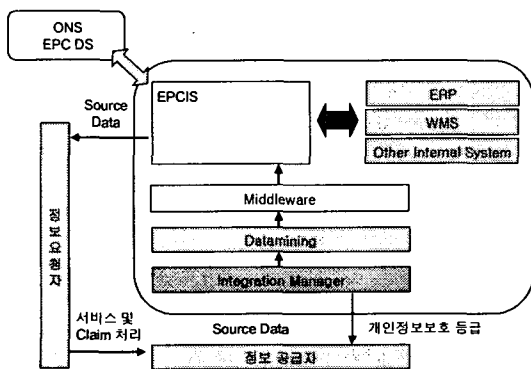 ONS
EPC DS
Source
Data
EPCIS
ERP
WMS
Other Internal System
Middleware
Datamining
Integration Manager
정보요청자
서비스 및
Claim 처리
Source Data
개인정보보호 등급
정보 공급자